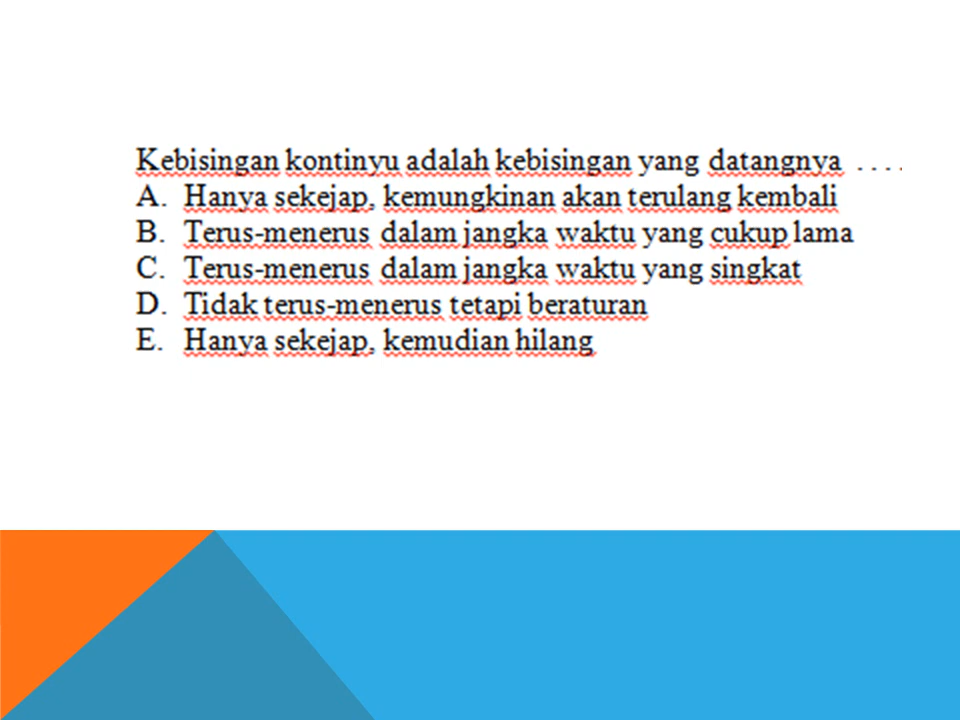 Kebisingan kontinyu adalah kebisingan yang datangnya ....
A. Hanya sekejap, kemungkinan akan terulang kembali
B. Terus-menerus dalam jangka waktu yang cukup lama
C. Terus-menerus dalam jangka waktu yang singkat
D. Tidak terus-menerus tetapi beraturan
E. Hanya sekejap, kemudian hilang